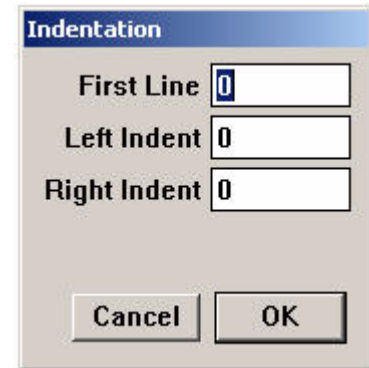 Indentation
First Line 0
Left Indent 0
Right Indent 0
Cancel OK